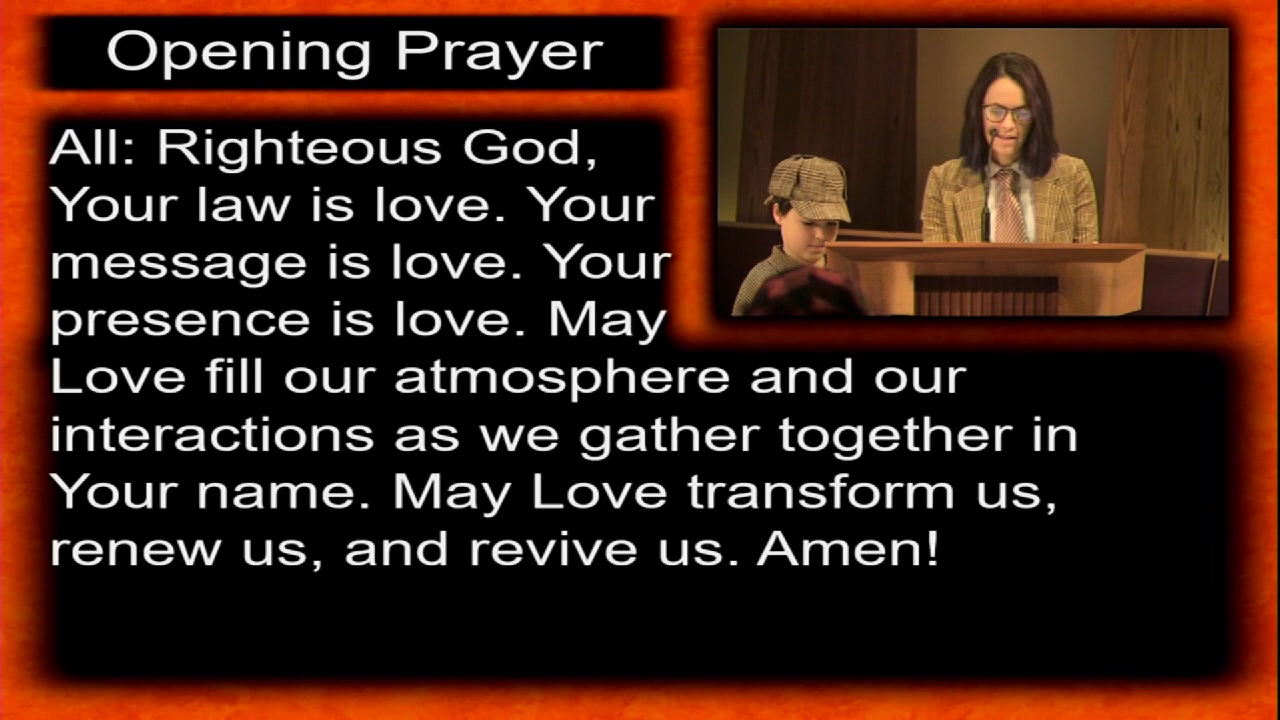 Opening Prayer
All: Righteous God,
Your law is love. Your
message is love. Your
presence is love. May
Love fill our atmosphere and our
interactions as we gather together in
Your name. May Love transform us,
renew us, and revive us. Amen!